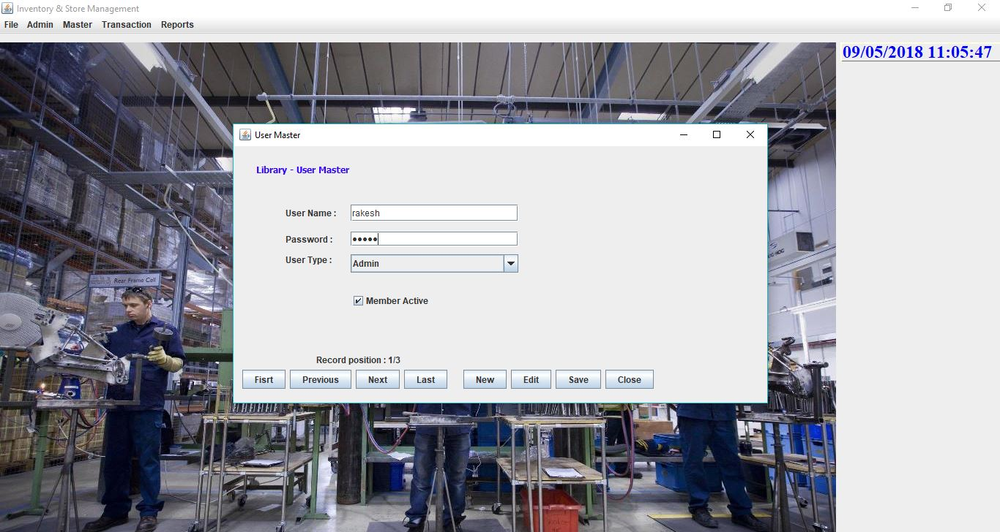 Inventory & Store Management
File Admin Master Transaction Reports
09/05/2018 11:05:47
User Master
Library - User Master
User Name : rakesh
Password : •••••
User Type : Admin
Member Active
Rear Frame Cell
Record position : 1/3
Fisrt Previous Next Last New Edit Save Close